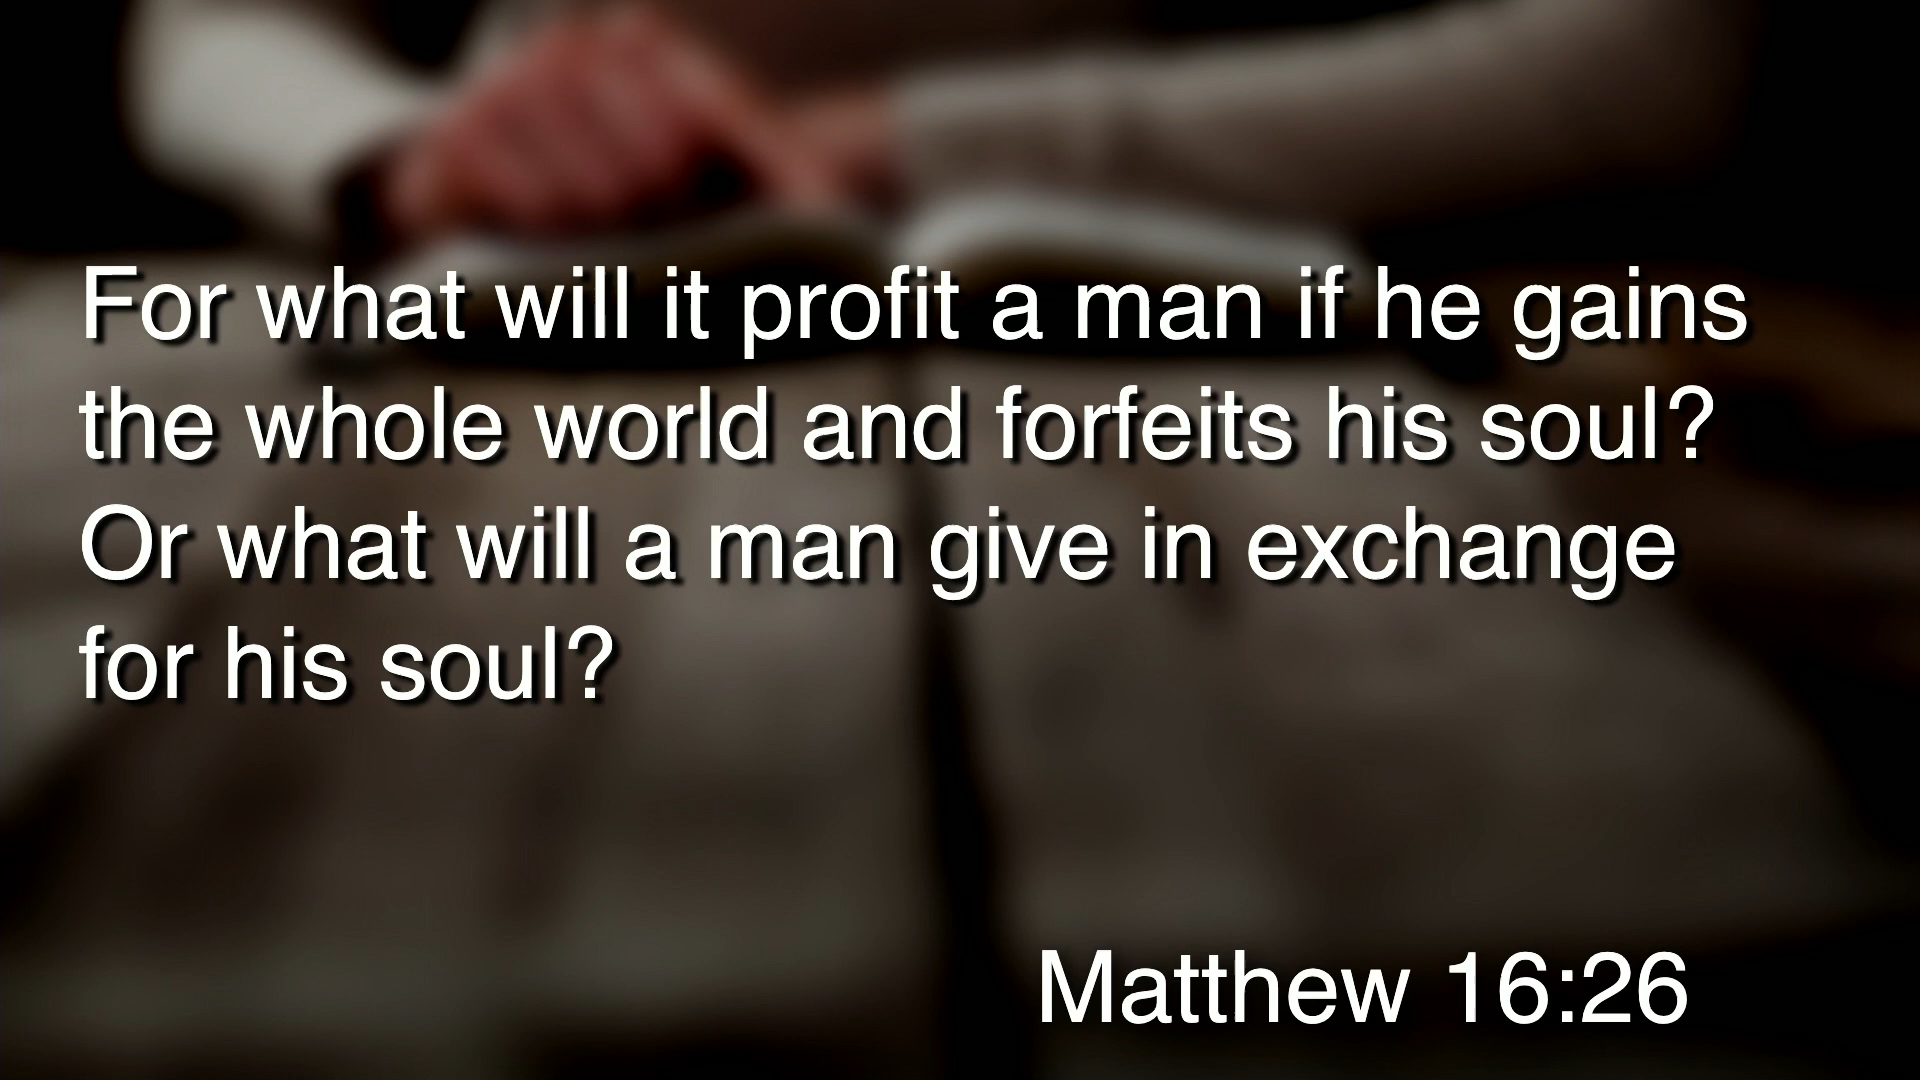 For what will it profit a man if he gains
the whole world and forfeits his soul?
Or what will a man give in exchange
for his soul?
Matthew 16:26